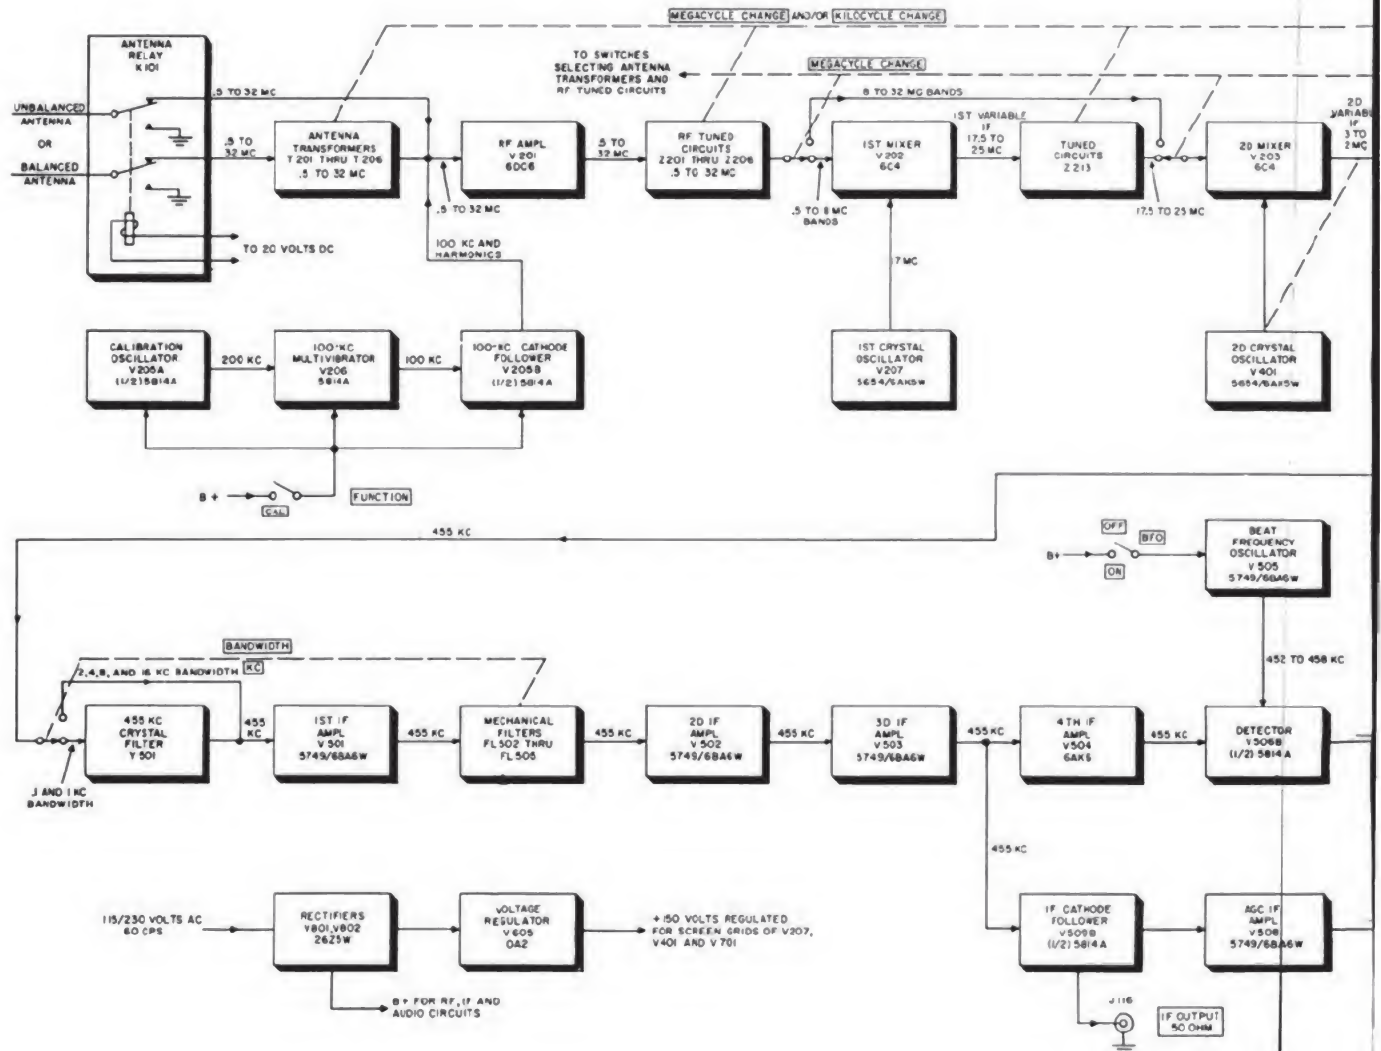 MEGACYCLE CHANGE AND/OR KILOCYCLE CHANGE
ANTENNA
RELAY
K101
UNBALANCED
ANTENNA
OR
BALANCED
ANTENNA
.5 TO 32 MC
.5 TO
32 MC
TO 20 VOLTS DC
ANTENNA
TRANSFORMERS
T201 THRU T206
.5 TO 32 MC
.5 TO 32 MC
100 KC AND
HARMONICS
RF AMPL
V201
6DC6
.5 TO
32 MC
TO SWITCHES
SELECTING ANTENNA
TRANSFORMERS AND
RF TUNED CIRCUITS
MEGACYCLE CHANGE
RF TUNED
CIRCUITS
Z201 THRU Z206
.5 TO 32 MC
8 TO 32 MC BANDS
.5 TO 8 MC
BANDS
1ST MIXER
V202
6C4
1ST VARIABLE
IF
17.5 TO
25 MC
TUNED
CIRCUITS
Z213
17.5 TO 25 MC
2D MIXER
V203
6C4
2D
VARIABL
IF
3 TO
2 MC
17 MC
CALIBRATION
OSCILLATOR
V205A
(1/2) 5814A
200 KC
100-KC
MULTIVIBRATOR
V206
5814A
100 KC
100-KC CATHODE
FOLLOWER
V205B
(1/2) 5814A
1ST CRYSTAL
OSCILLATOR
V207
5654/6AK5W
2D CRYSTAL
OSCILLATOR
V401
5654/6AK5W
B+
CAL
FUNCTION
455 KC
B+
OFF
BFO
ON
BEAT
FREQUENCY
OSCILLATOR
V505
5749/6BA6W
452 TO 458 KC
BANDWIDTH
KC
2,4,8, AND 16 KC BANDWIDTH
.1 AND 1 KC
BANDWIDTH
455 KC
CRYSTAL
FILTER
Y501
455
KC
1ST IF
AMPL
V501
5749/6BA6W
455 KC
MECHANICAL
FILTERS
FL502 THRU
FL505
455 KC
2D IF
AMPL
V502
5749/6BA6W
455 KC
3D IF
AMPL
V503
5749/6BA6W
455 KC
4TH IF
AMPL
V504
6AK6
455 KC
DETECTOR
V506B
(1/2) 5814A
455 KC
115/230 VOLTS AC
60 CPS
RECTIFIERS
V801,V802
26Z5W
VOLTAGE
REGULATOR
V605
OA2
+150 VOLTS REGULATED
FOR SCREEN GRIDS OF V207,
V401 AND V701
B+ FOR RF, IF AND
AUDIO CIRCUITS
IF CATHODE
FOLLOWER
V509B
(1/2) 5814A
AGC IF
AMPL
V508
5749/6BA6W
J116
IF OUTPUT
50 OHM